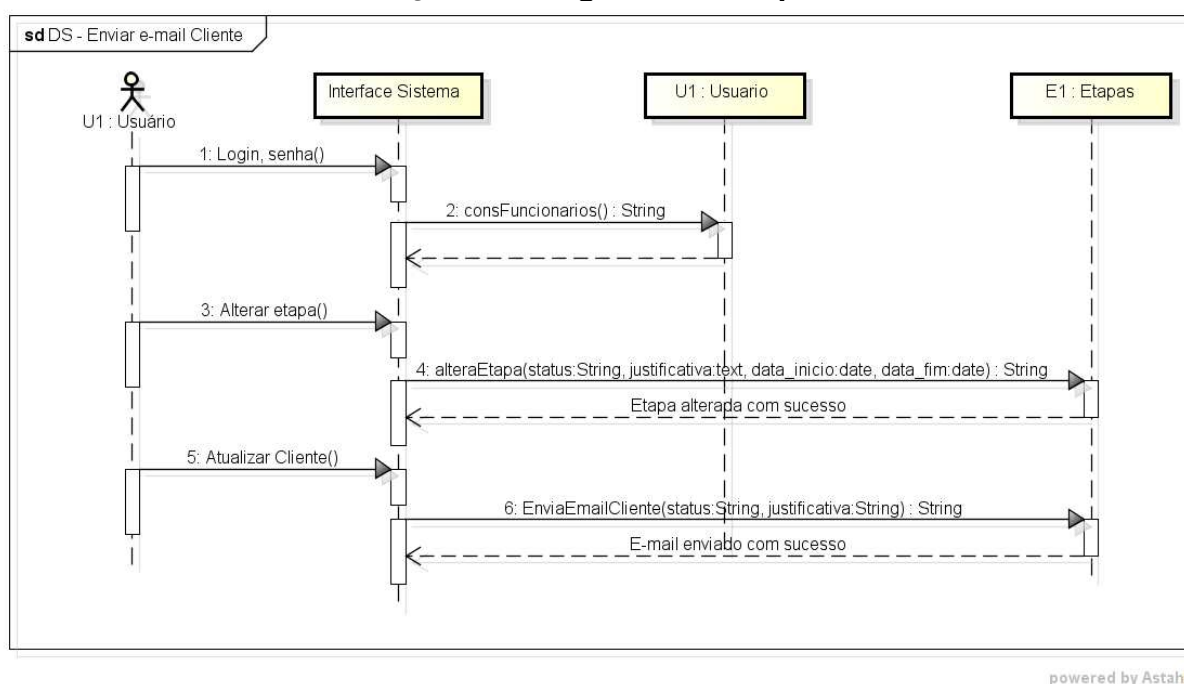 sd DS - Enviar e-mail Cliente
U1 : Usuário
Interface Sistema
U1 : Usuario
E1 : Etapas
1: Login, senha()
2: consFuncionarios() : String
3: Alterar etapa()
4: alteraEtapa(status:String, justificativa:text, data_inicio:date, data_fim:date) : String
Etapa alterada com sucesso
5: Atualizar Cliente()
6: EnviaEmailCliente(status:String, justificativa:String) : String
E-mail enviado com sucesso
powered by Astah